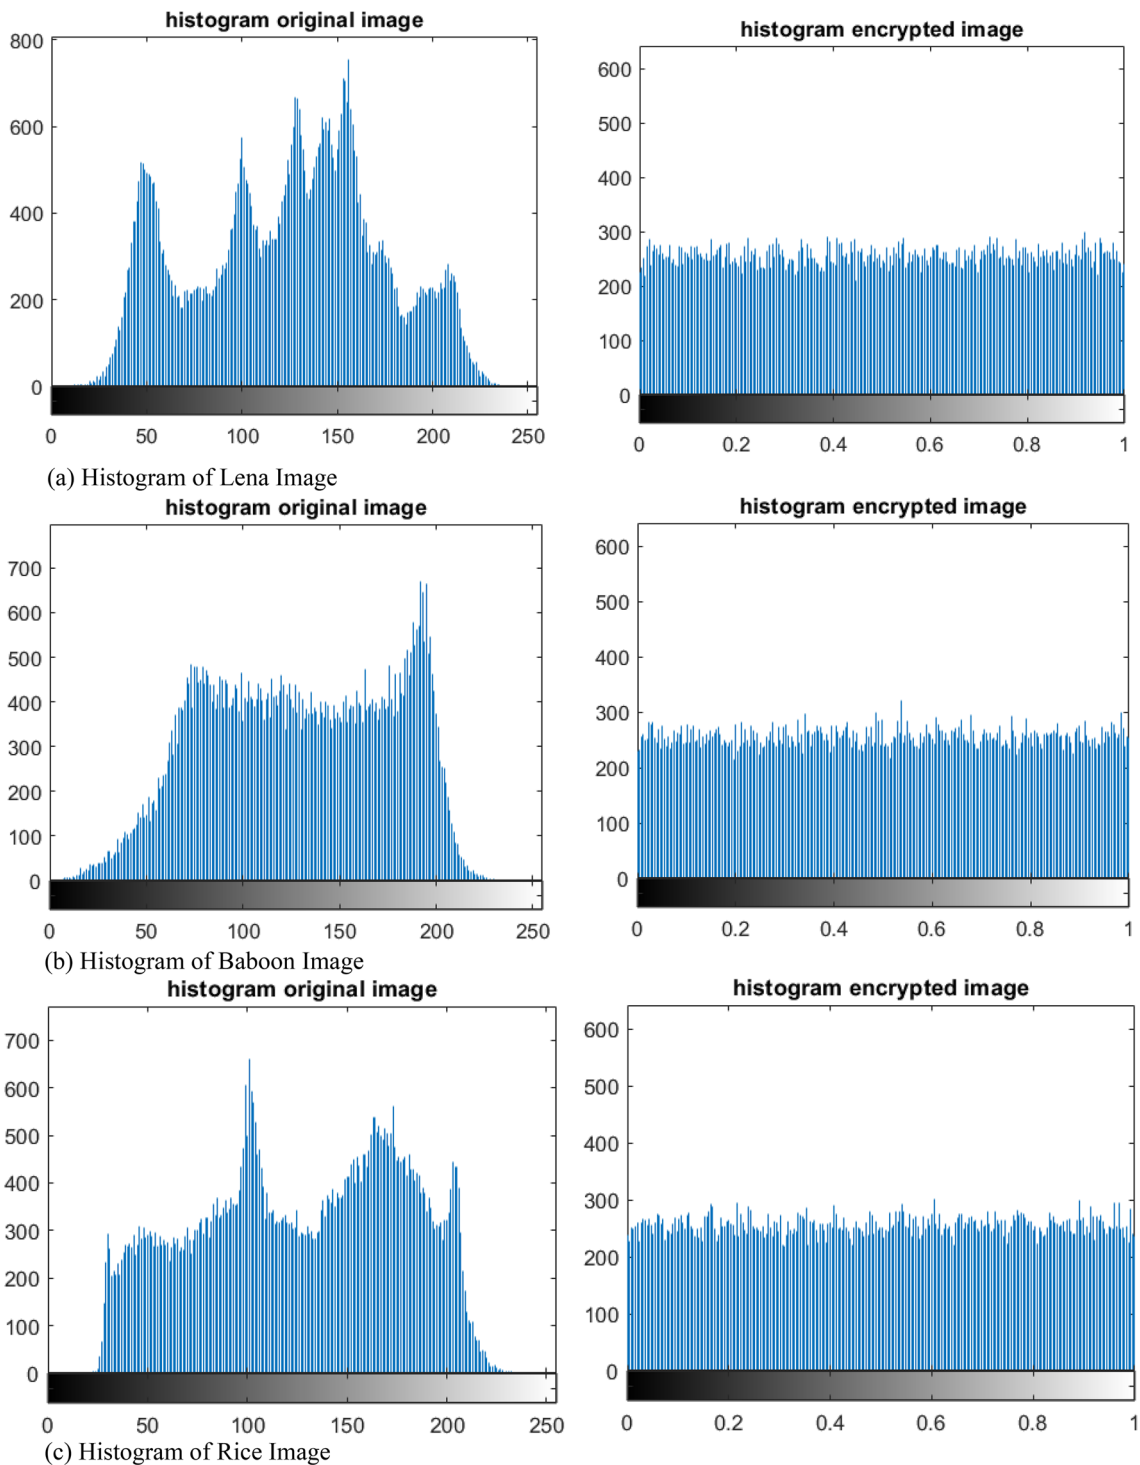 histogram original image
800
600
400
200
0
0 50 100 150 200 250
histogram encrypted image
600
500
400
300
200
100
0
0 0.2 0.4 0.6 0.8 1
(a) Histogram of Lena Image
histogram original image
700
600
500
400
300
200
100
0
0 50 100 150 200 250
histogram encrypted image
600
500
400
300
200
100
0
0 0.2 0.4 0.6 0.8 1
(b) Histogram of Baboon Image
histogram original image
700
600
500
400
300
200
100
0
0 50 100 150 200 250
histogram encrypted image
600
500
400
300
200
100
0
0 0.2 0.4 0.6 0.8 1
(c) Histogram of Rice Image